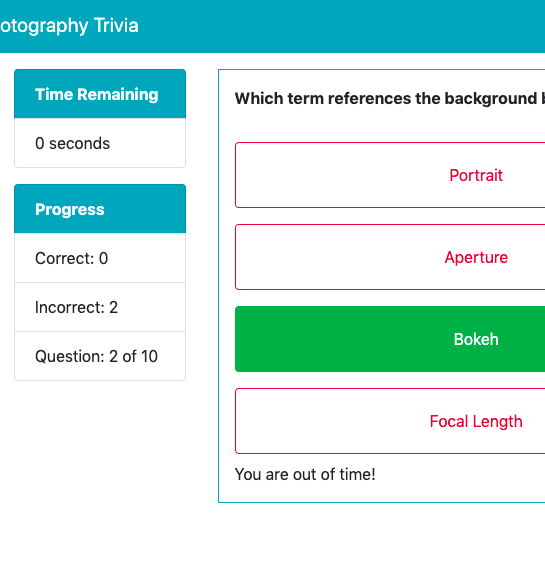 otography Trivia
Time Remaining
0 seconds
Progress
Correct: 0
Incorrect: 2
Question: 2 of 10
Which term references the background
Portrait
Aperture
Bokeh
Focal Length
You are out of time!